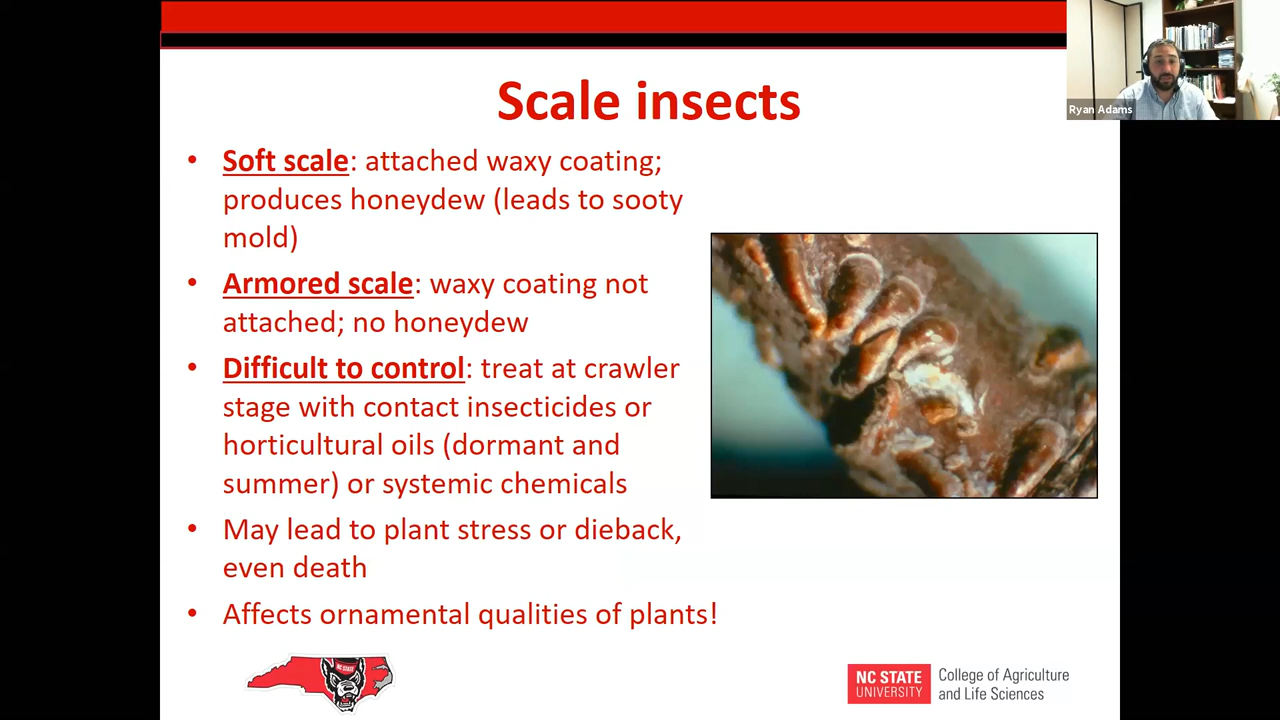 Ryan Adams
Scale insects
• Soft scale: attached waxy coating;
produces honeydew (leads to sooty
mold)
• Armored scale: waxy coating not
attached; no honeydew
• Difficult to control: treat at crawler
stage with contact insecticides or
horticultural oils (dormant and
summer) or systemic chemicals
• May lead to plant stress or dieback,
even death
• Affects ornamental qualities of plants!
NC STATE
NC STATE
UNIVERSITY
College of Agriculture
and Life Sciences